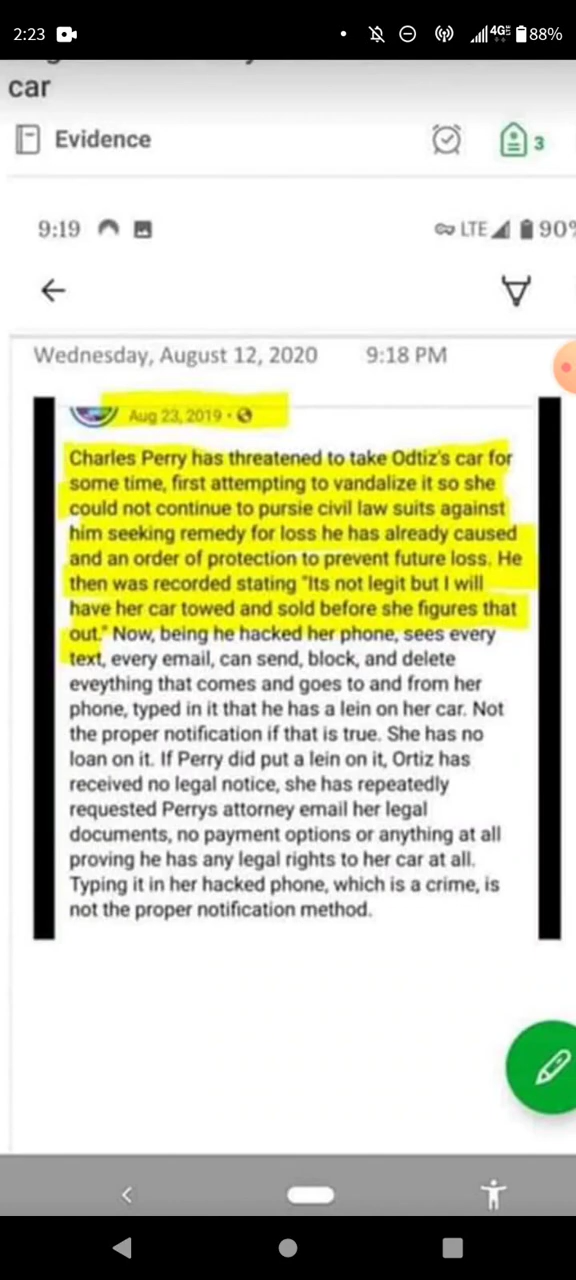 2:23 4GE 88%
car
Evidence 3
9:19 LTE 90%
Wednesday, August 12, 2020 9:18 PM
Aug 23, 2019 ·
Charles Perry has threatened to take Odtiz's car for
some time, first attempting to vandalize it so she
could not continue to pursie civil law suits against
him seeking remedy for loss he has already caused
and an order of protection to prevent future loss. He
then was recorded stating "Its not legit but I will
have her car towed and sold before she figures that
out." Now, being he hacked her phone, sees every
text, every email, can send, block, and delete
eveything that comes and goes to and from her
phone, typed in it that he has a lein on her car. Not
the proper notification if that is true. She has no
loan on it. If Perry did put a lein on it, Ortiz has
received no legal notice, she has repeatedly
requested Perrys attorney email her legal
documents, no payment options or anything at all
proving he has any legal rights to her car at all.
Typing it in her hacked phone, which is a crime, is
not the proper notification method.